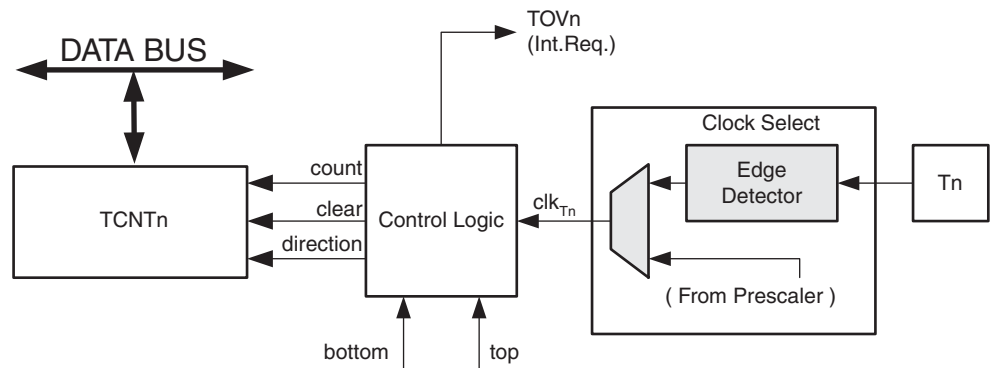 TOVn
(Int.Req.)
DATA BUS
Clock Select
count
Edge
Detector
Tn
TCNTn
clear
Control Logic
clkTn
direction
( From Prescaler )
bottom
top